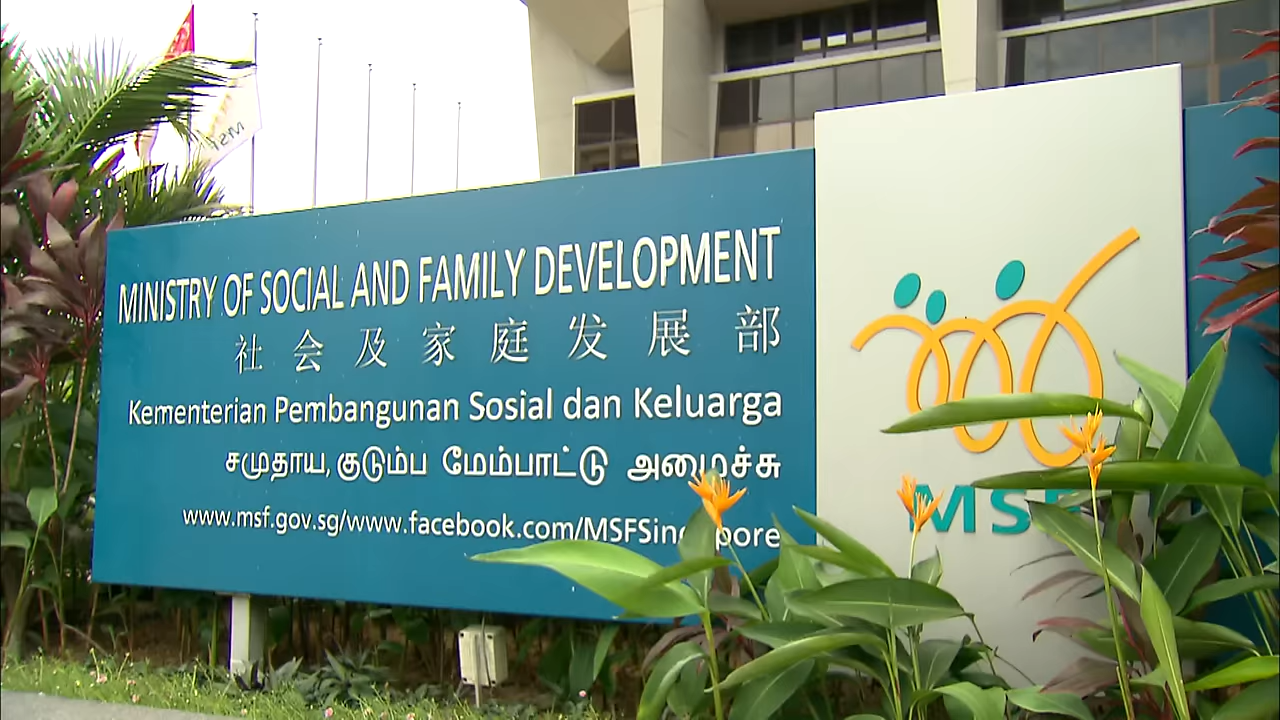 MINISTRY OF SOCIAL AND FAMILY DEVELOPMENT
社会及家庭发展部
Kementerian Pembangunan Sosial dan Keluarga
சமுதாய, குடும்ப மேம்பாட்டு அமைச்சு
www.msf.gov.sg/www.facebook.com/MSFSingapore
MSF
MSF